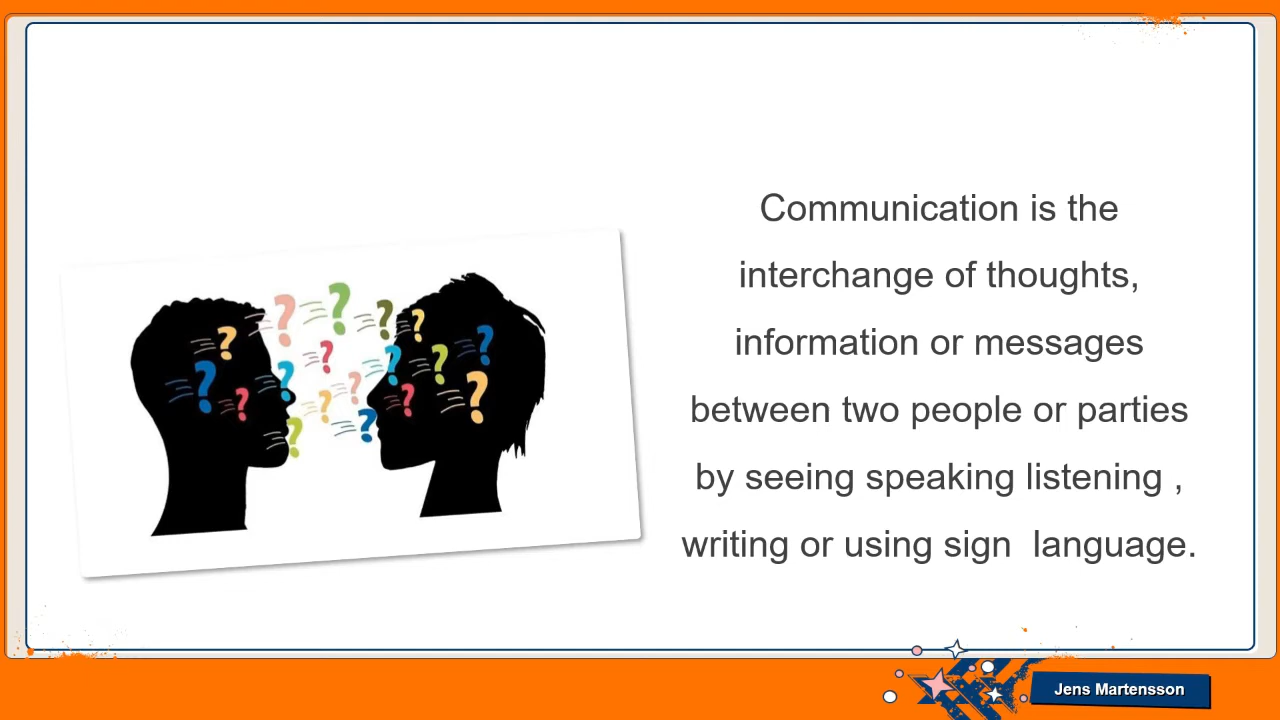 Communication is the
interchange of thoughts,
information or messages
between two people or parties
by seeing speaking listening ,
writing or using sign  language.
Jens Martensson